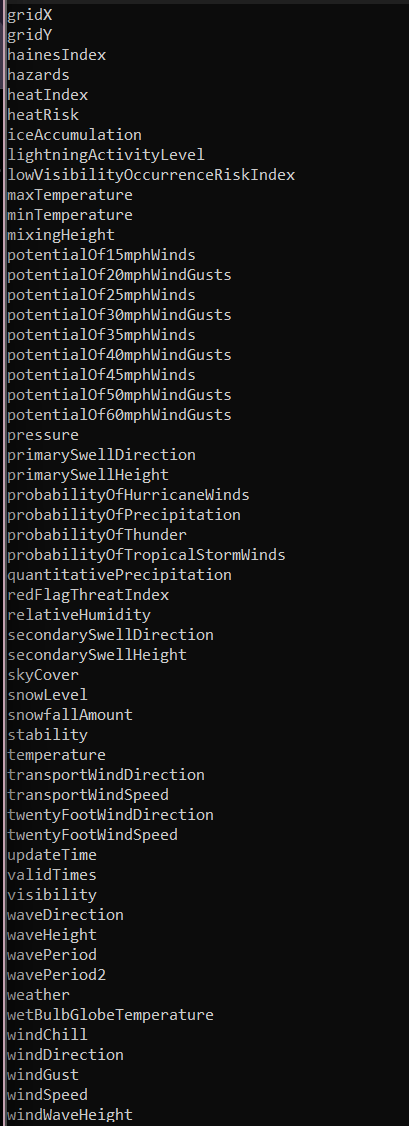 gridX
gridY
hainesIndex
hazards
heatIndex
heatRisk
iceAccumulation
lightningActivityLevel
lowVisibilityOccurrenceRiskIndex
maxTemperature
minTemperature
mixingHeight
potentialOf15mphWinds
potentialOf20mphWindGusts
potentialOf25mphWinds
potentialOf30mphWindGusts
potentialOf35mphWinds
potentialOf40mphWindGusts
potentialOf45mphWinds
potentialOf50mphWindGusts
potentialOf60mphWindGusts
pressure
primarySwellDirection
primarySwellHeight
probabilityOfHurricaneWinds
probabilityOfPrecipitation
probabilityOfThunder
probabilityOfTropicalStormWinds
quantitativePrecipitation
redFlagThreatIndex
relativeHumidity
secondarySwellDirection
secondarySwellHeight
skyCover
snowLevel
snowfallAmount
stability
temperature
transportWindDirection
transportWindSpeed
twentyFootWindDirection
twentyFootWindSpeed
updateTime
validTimes
visibility
waveDirection
waveHeight
wavePeriod
wavePeriod2
weather
wetBulbGlobeTemperature
windChill
windDirection
windGust
windSpeed
windWaveHeight